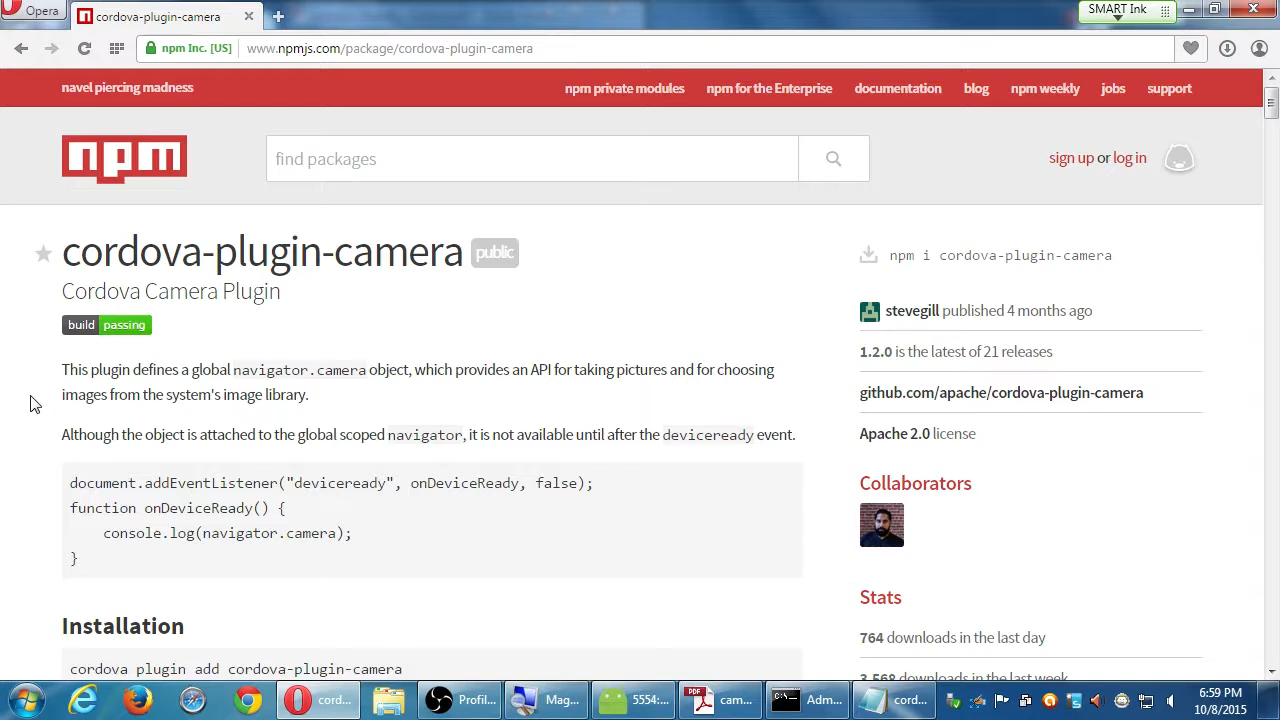 Opera
cordova-plugin-camera
SMART Ink
npm Inc. [US]
www.npmjs.com/package/cordova-plugin-camera
navel piercing madness
npm private modules
npm for the Enterprise
documentation
blog
npm weekly
jobs
support
npm
find packages
sign up or log in
cordova-plugin-camera public
npm i cordova-plugin-camera
Cordova Camera Plugin
build passing
stevegill published 4 months ago
1.2.0 is the latest of 21 releases
This plugin defines a global navigator.camera object, which provides an API for taking pictures and for choosing
images from the system's image library.
github.com/apache/cordova-plugin-camera
Although the object is attached to the global scoped navigator, it is not available until after the deviceready event.
Apache 2.0 license
document.addEventListener("deviceready", onDeviceReady, false);
function onDeviceReady() {
console.log(navigator.camera);
}
Collaborators
Stats
Installation
764 downloads in the last day
cordova plugin add cordova-plugin-camera
3,568 downloads in the last week
cord...
Profil...
Mag...
5554:...
PDF
cam...
Adm...
cord...
6:59 PM
10/8/2015